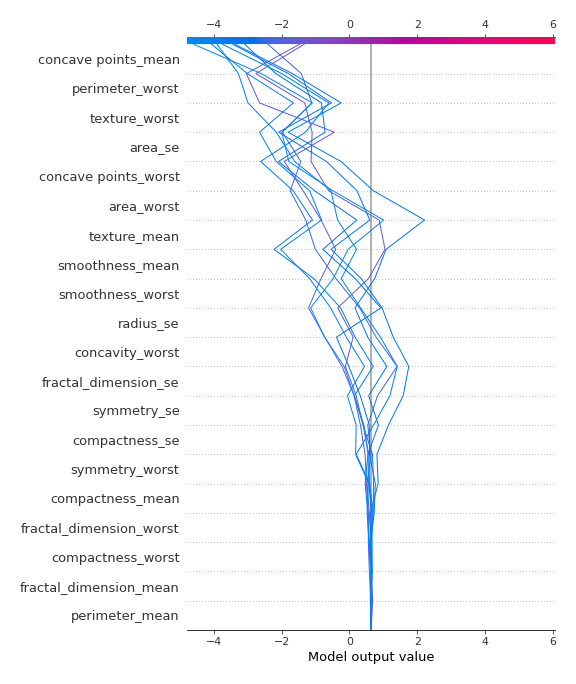 −4 −2 0 2 4 6
concave points_mean
perimeter_worst
texture_worst
area_se
concave points_worst
area_worst
texture_mean
smoothness_mean
smoothness_worst
radius_se
concavity_worst
fractal_dimension_se
symmetry_se
compactness_se
symmetry_worst
compactness_mean
fractal_dimension_worst
compactness_worst
fractal_dimension_mean
perimeter_mean
−4 −2 0 2 4 6
Model output value